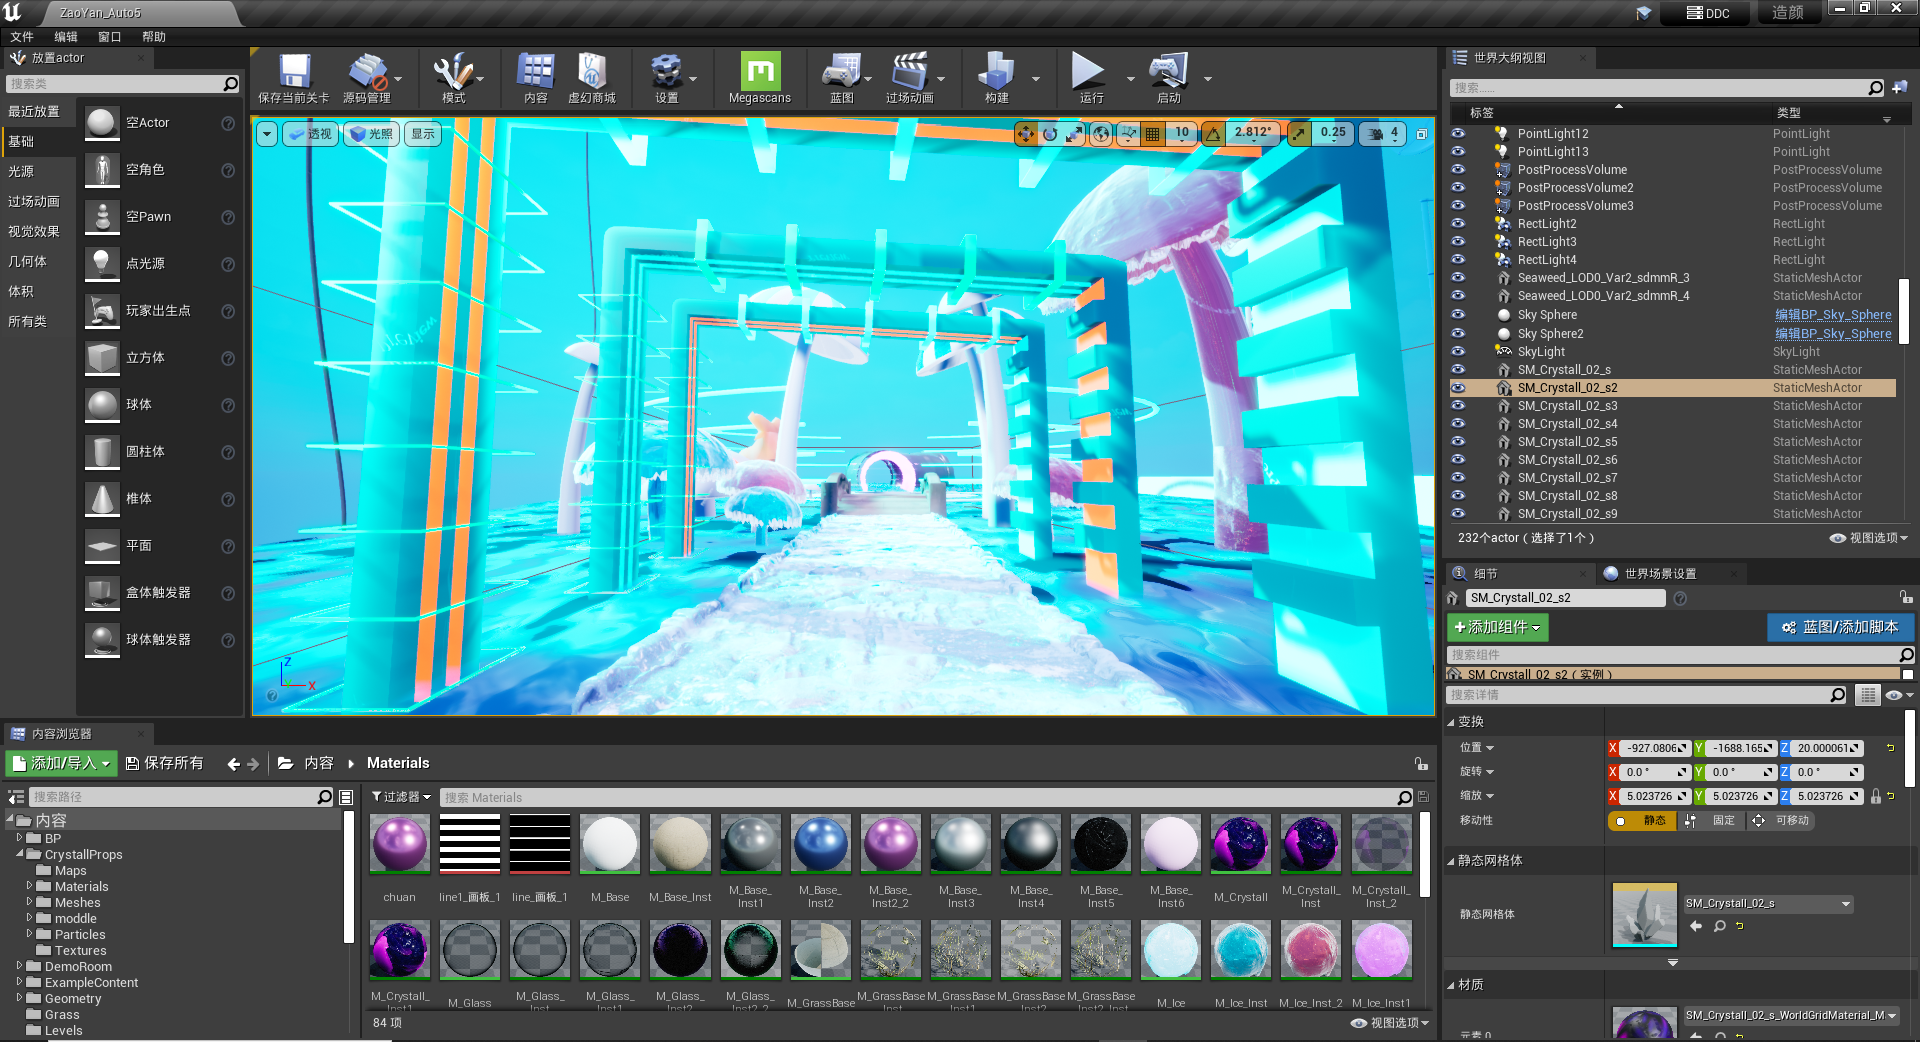 ZaoYan_Auto5
DDC
造颜
文件 编辑 窗口 帮助
放置actor
搜索类
最近放置
基础
光源
过场动画
视觉效果
几何体
体积
所有类
空Actor
空角色
空Pawn
点光源
玩家出生点
立方体
球体
圆柱体
椎体
平面
盒体触发器
球体触发器
保存当前关卡 源码管理 模式 内容 虚幻商城 设置 Megascans 蓝图 过场动画 构建 运行 启动
透视 光照 显示
10 2.812° 0.25 4
Z
X
世界大纲视图
搜索......
标签 类型
PointLight12 PointLight
PointLight13 PointLight
PostProcessVolume PostProcessVolume
PostProcessVolume2 PostProcessVolume
PostProcessVolume3 PostProcessVolume
RectLight2 RectLight
RectLight3 RectLight
RectLight4 RectLight
Seaweed_LOD0_Var2_sdmmR_3 StaticMeshActor
Seaweed_LOD0_Var2_sdmmR_4 StaticMeshActor
Sky Sphere 编辑BP_Sky_Sphere
Sky Sphere2 编辑BP_Sky_Sphere
SkyLight SkyLight
SM_Crystall_02_s StaticMeshActor
SM_Crystall_02_s2 StaticMeshActor
SM_Crystall_02_s3 StaticMeshActor
SM_Crystall_02_s4 StaticMeshActor
SM_Crystall_02_s5 StaticMeshActor
SM_Crystall_02_s6 StaticMeshActor
SM_Crystall_02_s7 StaticMeshActor
SM_Crystall_02_s8 StaticMeshActor
SM_Crystall_02_s9 StaticMeshActor
232个actor（选择了1个） 视图选项
细节 世界场景设置
SM_Crystall_02_s2
+添加组件 蓝图/添加脚本
搜索组件
SM_Crystall_02_s2（实例）
搜索详情
变换
位置 X -927.0806 Y -1688.165 Z 20.000061
旋转 X 0.0 ° Y 0.0 ° Z 0.0 °
缩放 X 5.023726 Y 5.023726 Z 5.023726
移动性 静态 固定 可移动
静态网格体
静态网格体 SM_Crystall_02_s
材质
元素 0 SM_Crystall_02_s_WorldGridMaterial_M
内容浏览器
添加/导入 保存所有 内容 Materials
搜索路径
内容
BP
CrystallProps
Maps
Materials
Meshes
moddle
Particles
Textures
DemoRoom
ExampleContent
Geometry
Grass
Levels
过滤器 搜索 Materials
chuan line1_画板_1 line_画板_1 M_Base M_Base_Inst M_Base_Inst1 M_Base_Inst2 M_Base_Inst2_2 M_Base_Inst3 M_Base_Inst4 M_Base_Inst5 M_Base_Inst6 M_Crystall M_Crystall_Inst M_Crystall_Inst_2
M_Crystall_Inst1 M_Glass M_Glass_Inst M_Glass_Inst1 M_Glass_Inst2 M_Glass_Inst2_2 M_GrassBase M_GrassBase_Inst M_GrassBase_Inst1 M_GrassBase_Inst2 M_GrassBase_Inst2_Inst M_Ice M_Ice_Inst M_Ice_Inst_2 M_Ice_Inst1
84 项 视图选项